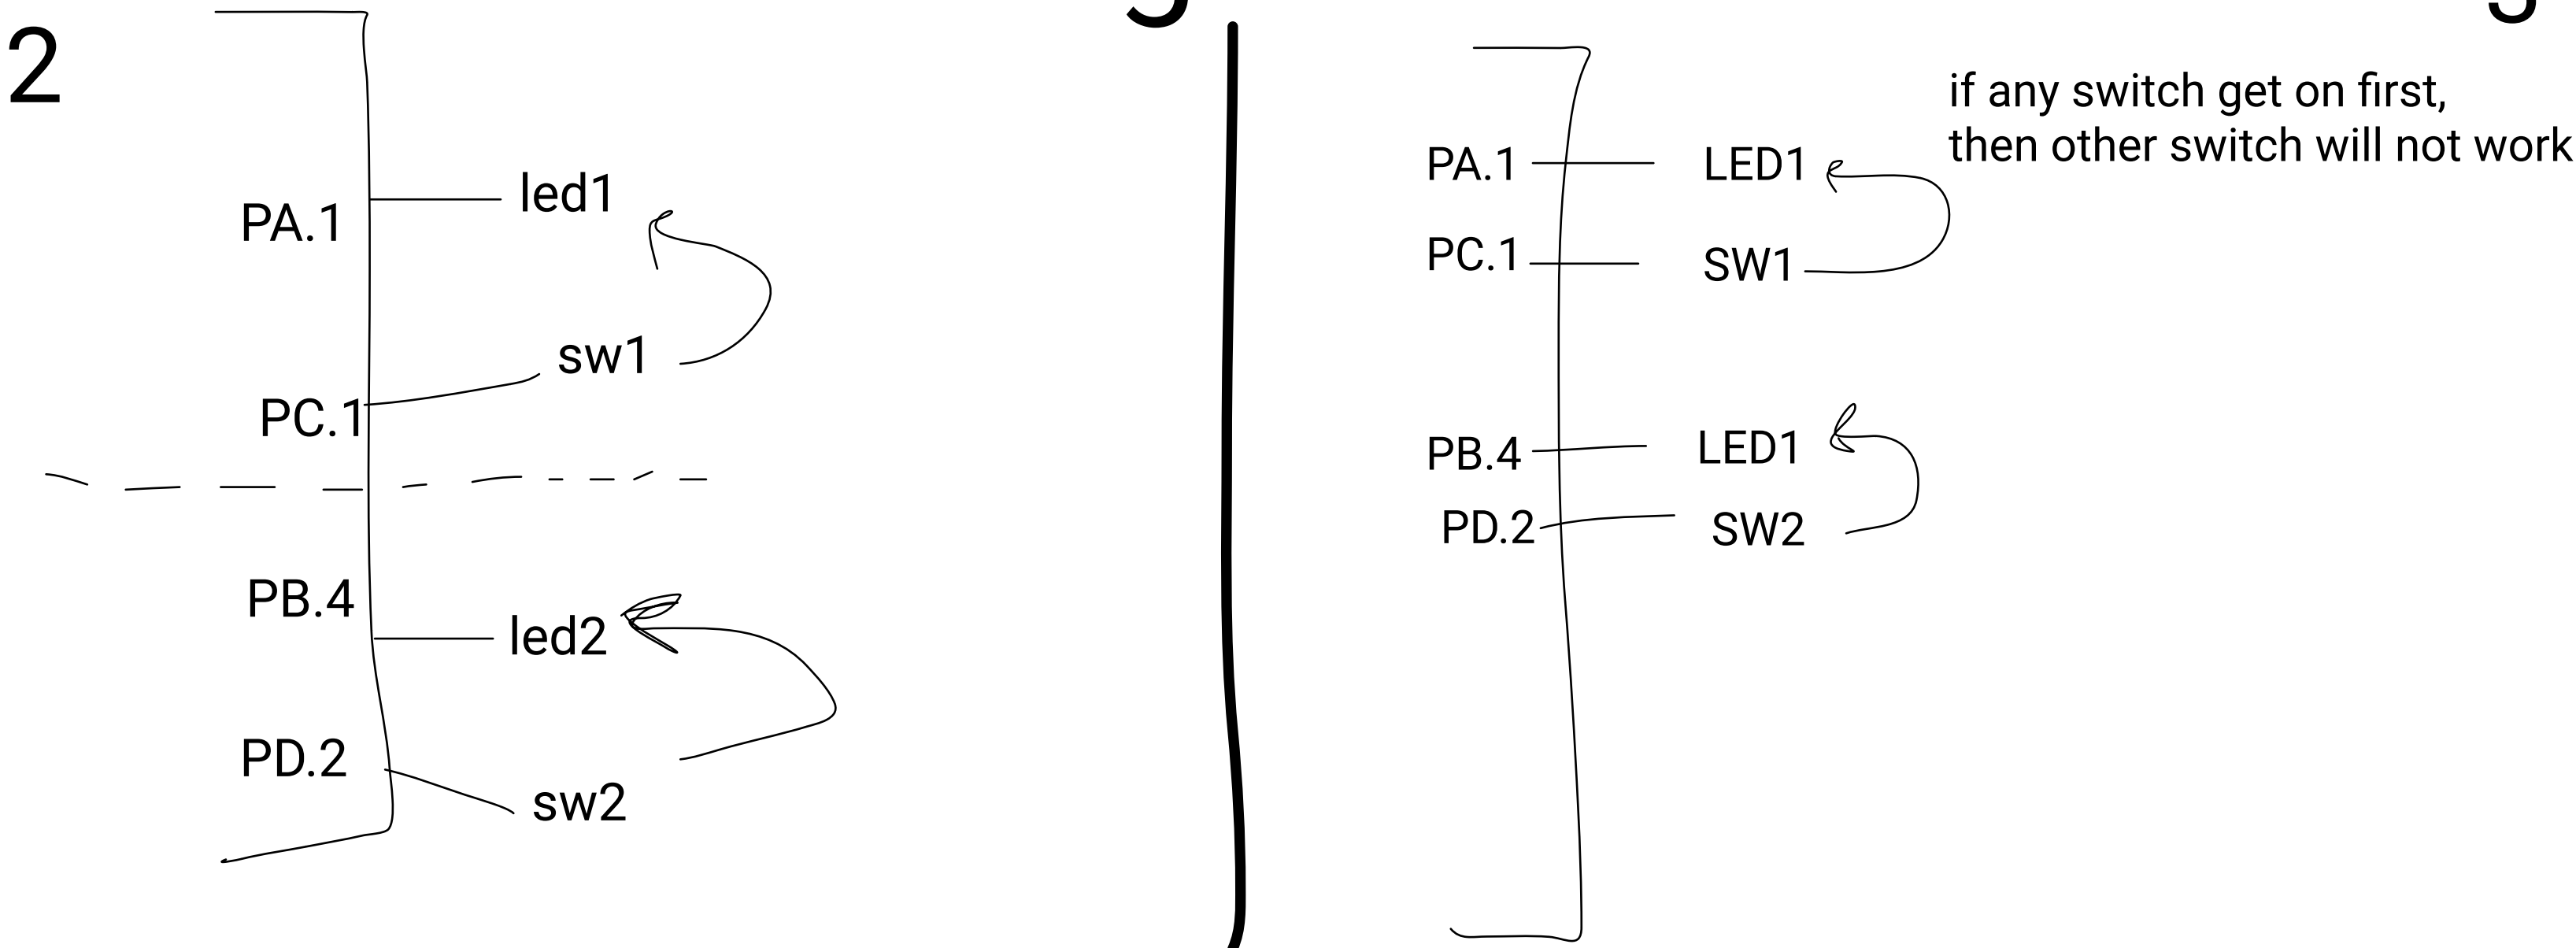 2
led1
PA.1
sw1
PC.1
PB.4
led2
PD.2
sw2
if any switch get on first,
then other switch will not work
PA.1 LED1
PC.1 SW1
PB.4 LED1
PD.2 SW2